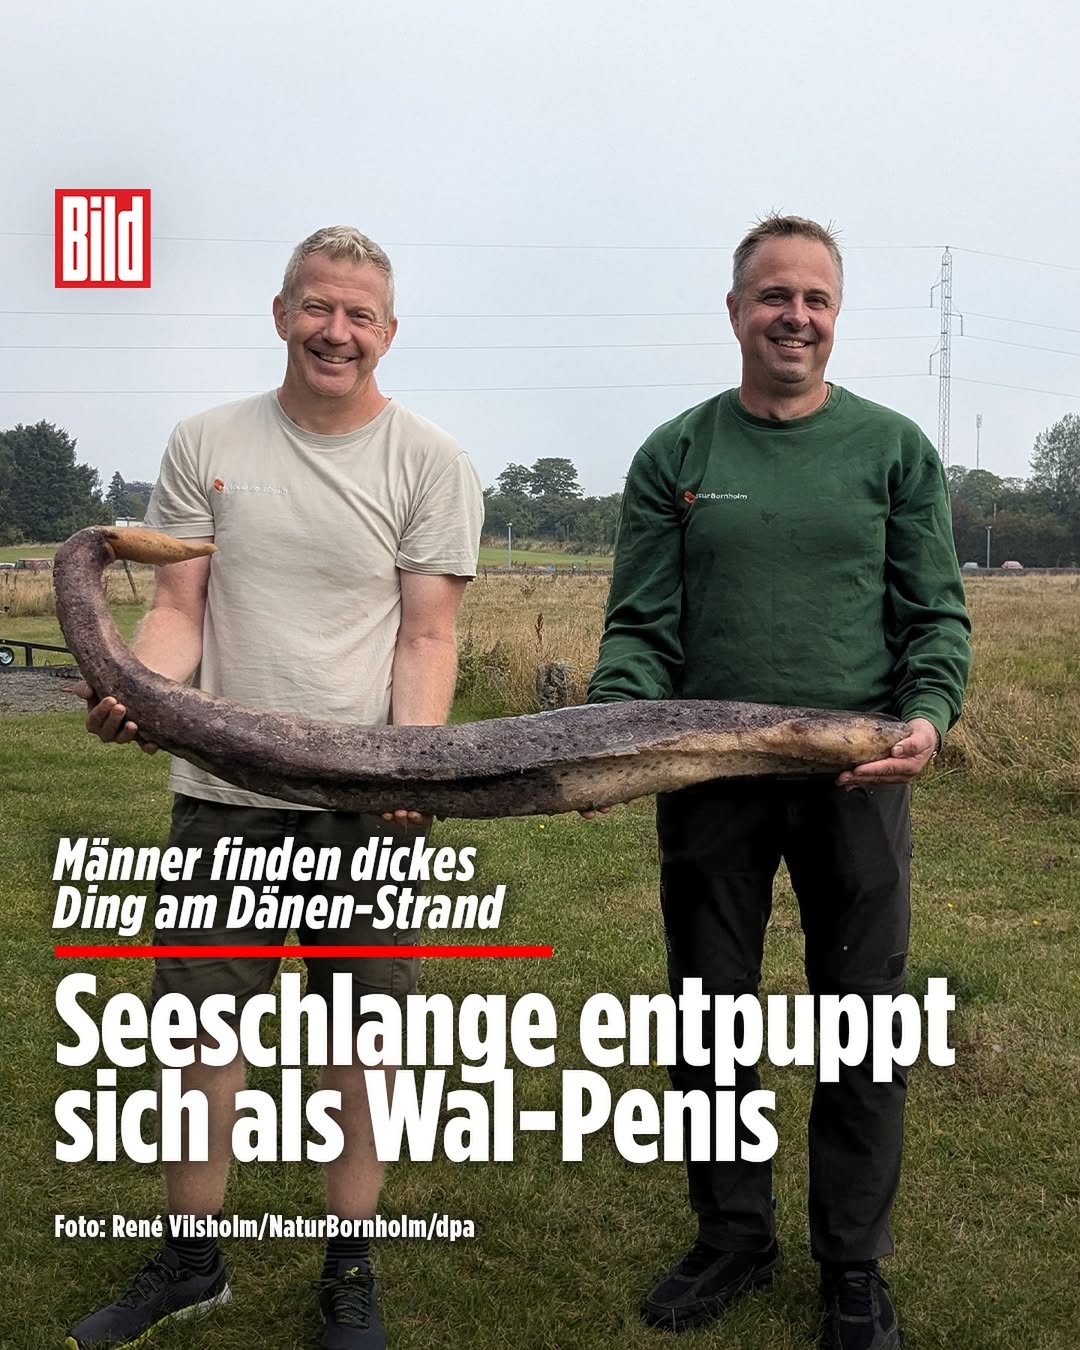 Bild
NaturBornholm
Männer finden dickes
Ding am Dänen-Strand
Seeschlange entpuppt
sich als Wal-Penis
Foto: René Vilsholm/NaturBornholm/dpa